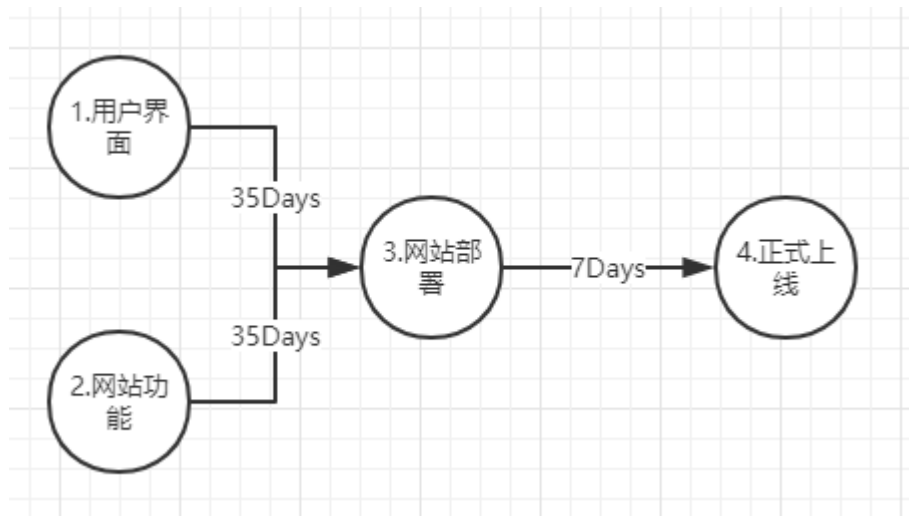 1.用户界
面
35Days
3.网站部
署
7Days
4.正式上
线
35Days
2.网站功
能